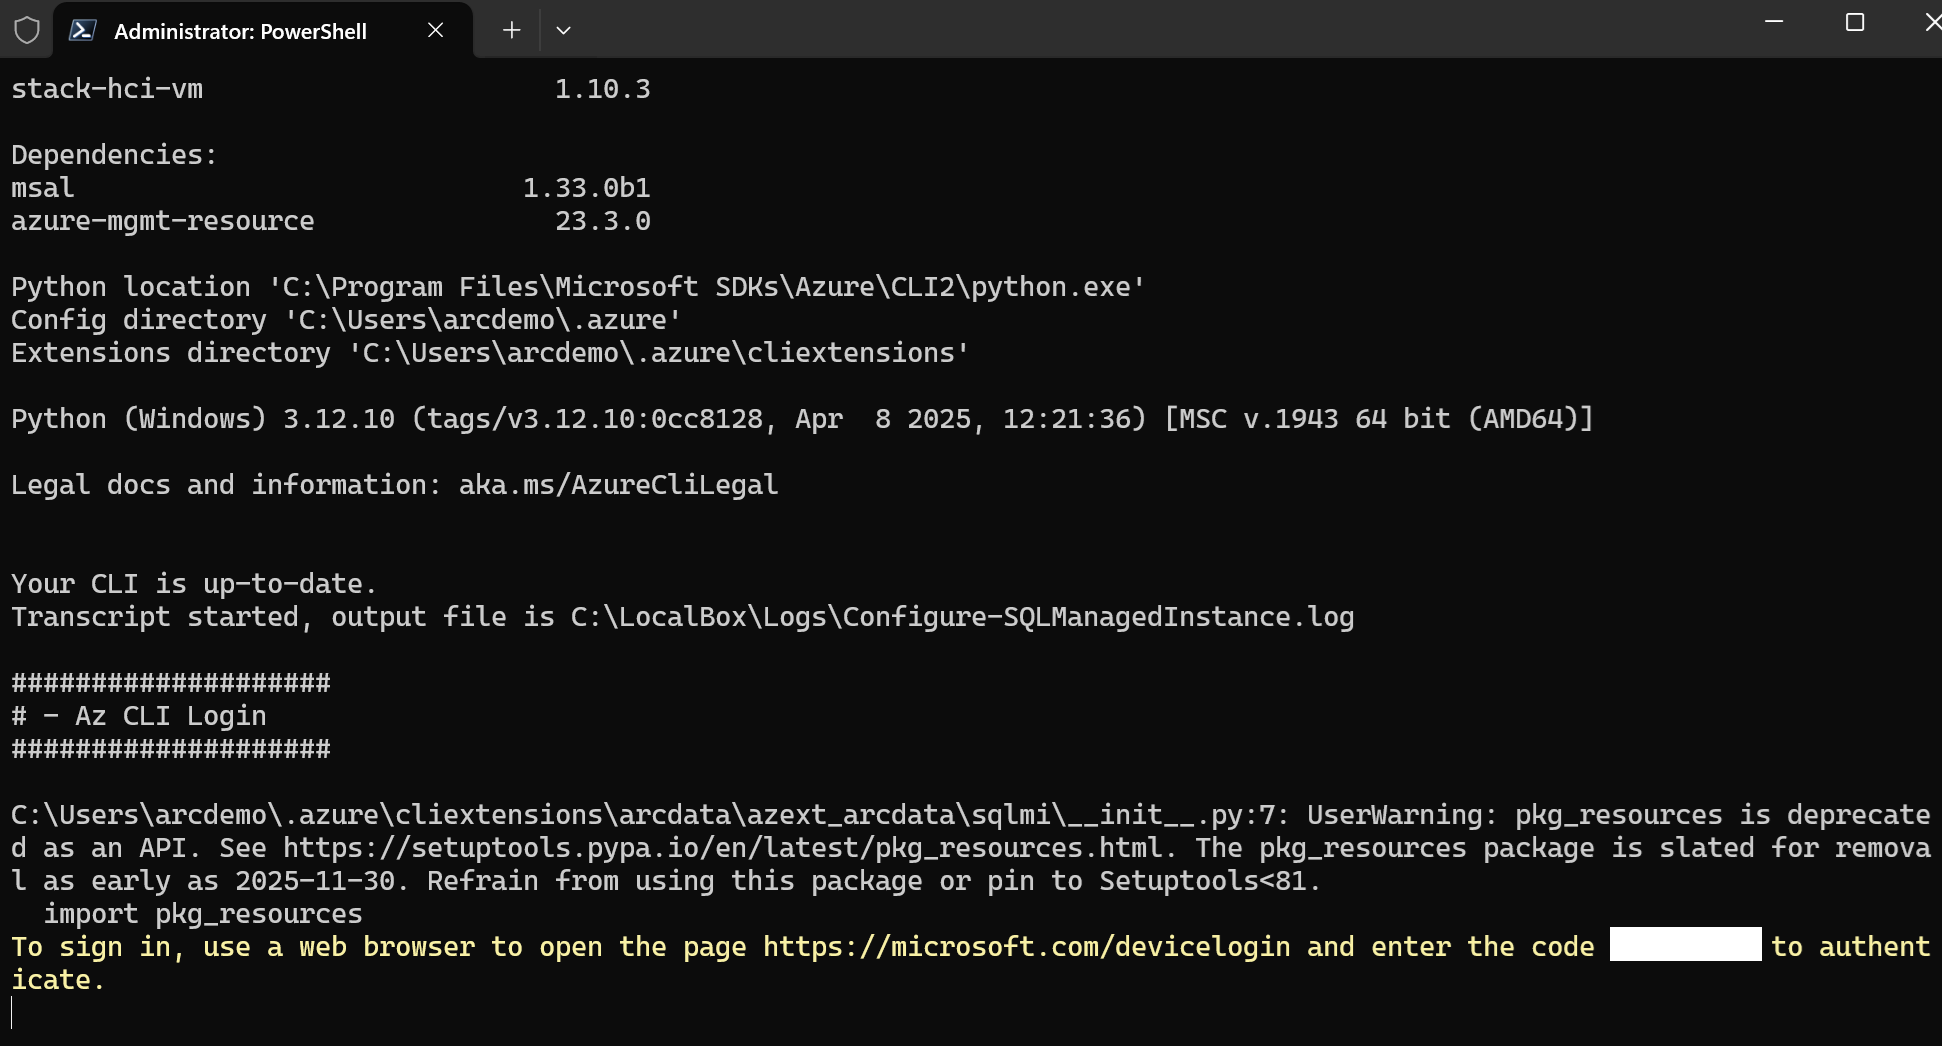 Administrator: PowerShell
stack-hci-vm 1.10.3
Dependencies:
msal 1.33.0b1
azure-mgmt-resource 23.3.0
Python location 'C:\Program Files\Microsoft SDKs\Azure\CLI2\python.exe'
Config directory 'C:\Users\arcdemo\.azure'
Extensions directory 'C:\Users\arcdemo\.azure\cliextensions'
Python (Windows) 3.12.10 (tags/v3.12.10:0cc8128, Apr  8 2025, 12:21:36) [MSC v.1943 64 bit (AMD64)]
Legal docs and information: aka.ms/AzureCliLegal
Your CLI is up-to-date.
Transcript started, output file is C:\LocalBox\Logs\Configure-SQLManagedInstance.log
####################
# - Az CLI Login
####################
C:\Users\arcdemo\.azure\cliextensions\arcdata\azext_arcdata\sqlmi\__init__.py:7: UserWarning: pkg_resources is deprecate
d as an API. See https://setuptools.pypa.io/en/latest/pkg_resources.html. The pkg_resources package is slated for remova
l as early as 2025-11-30. Refrain from using this package or pin to Setuptools<81.
  import pkg_resources
To sign in, use a web browser to open the page https://microsoft.com/devicelogin and enter the code to authent
icate.